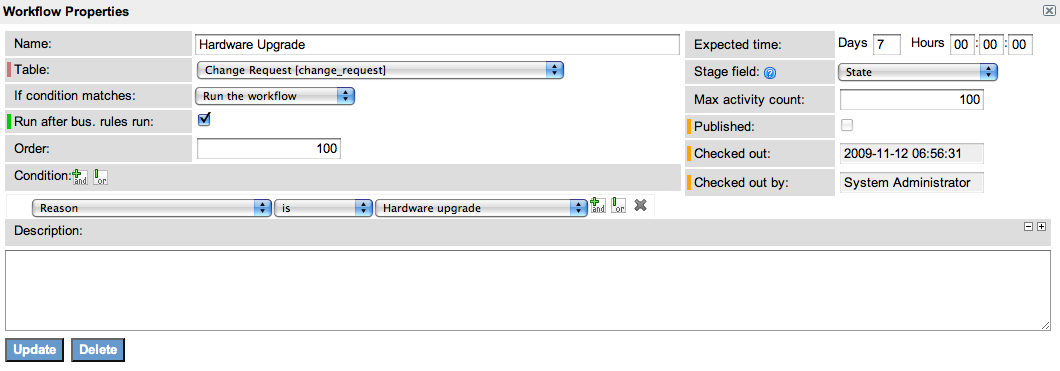 Workflow Properties
Name: Hardware Upgrade
Table: Change Request [change_request]
If condition matches: Run the workflow
Run after bus. rules run:
Order: 100
Condition: and or
Reason is Hardware upgrade and or
Expected time: Days 7 Hours 00:00:00
Stage field: ? State
Max activity count: 100
Published:
Checked out: 2009-11-12 06:56:31
Checked out by: System Administrator
Description:
Update Delete